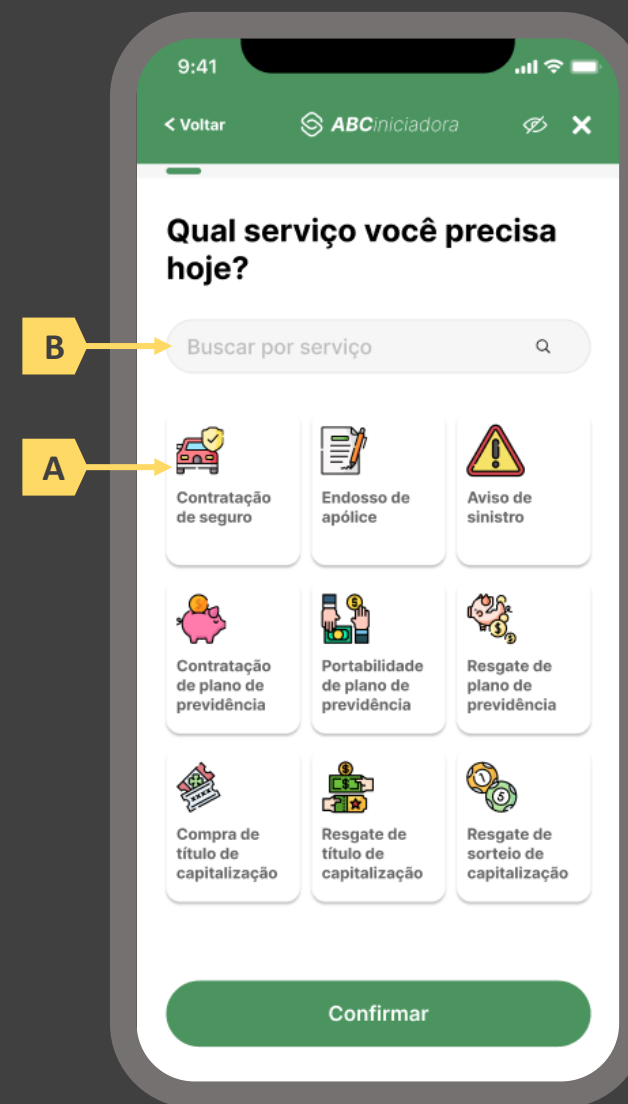 9:41
< Voltar
ABCiniciadora
Qual serviço você precisa
hoje?
B
Buscar por serviço
A
Contratação
de seguro
Endosso de
apólice
Aviso de
sinistro
Contratação
de plano de
previdência
Portabilidade
de plano de
previdência
Resgate de
plano de
previdência
Compra de
título de
capitalização
Resgate de
título de
capitalização
Resgate de
sorteio de
capitalização
Confirmar